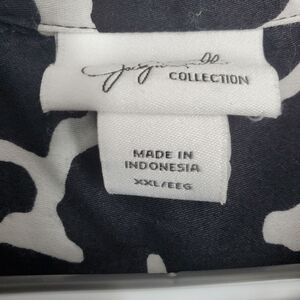 COLLECTION
MADE IN
INDONESIA
XXL/EEG